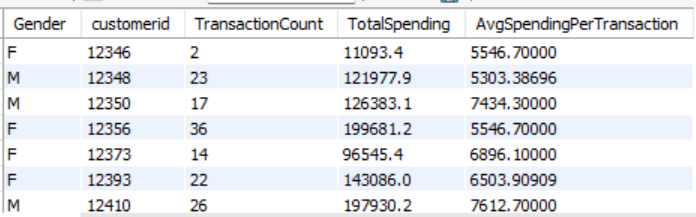 Gender customerid TransactionCount TotalSpending AvgSpendingPerTransaction
F 12346 2 11093.4 5546.70000
M 12348 23 121977.9 5303.38696
M 12350 17 126383.1 7434.30000
F 12356 36 199681.2 5546.70000
F 12373 14 96545.4 6896.10000
F 12393 22 143086.0 6503.90909
M 12410 26 197930.2 7612.70000